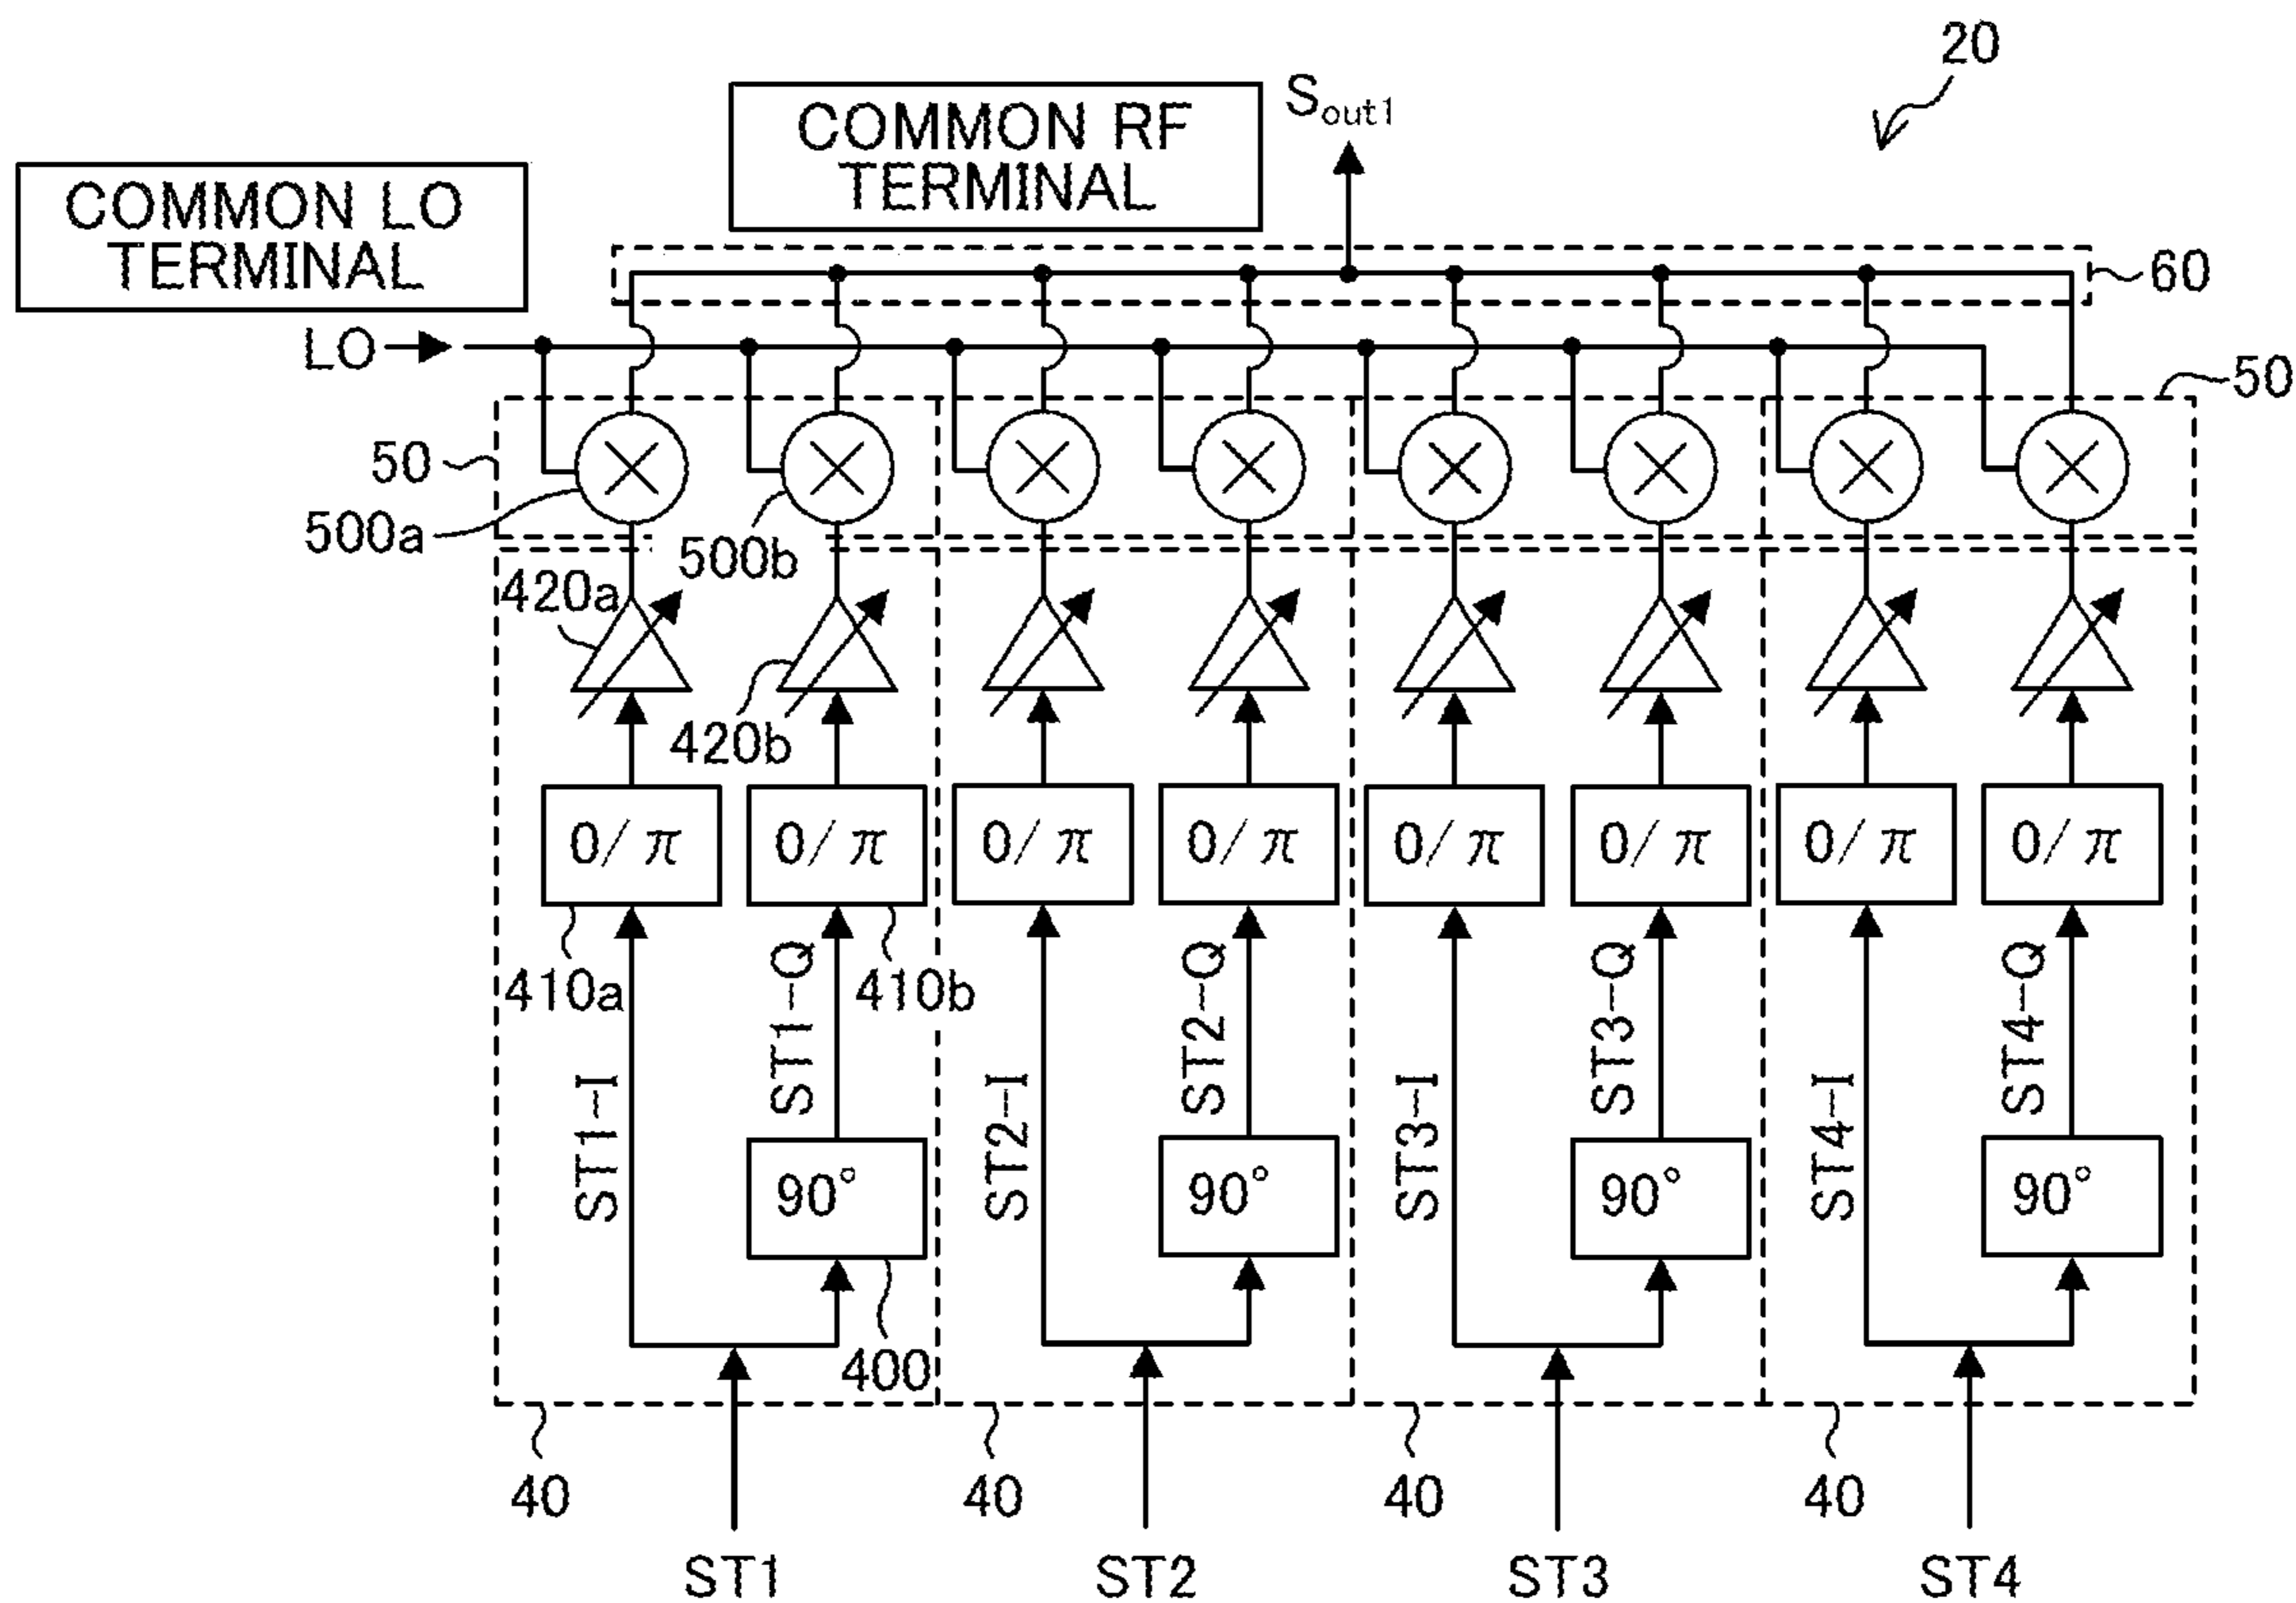 20
COMMON RF
TERMINAL
Sout1
COMMON LO
TERMINAL
60
LO
50
50
500a
500b
420a
420b
0/π 0/π 0/π 0/π 0/π 0/π 0/π 0/π
410a
410b
ST1-I
ST1-Q
ST2-I
ST2-Q
ST3-I
ST3-Q
ST4-I
ST4-Q
90° 90° 90° 90°
400
40 40 40 40
ST1 ST2 ST3 ST4